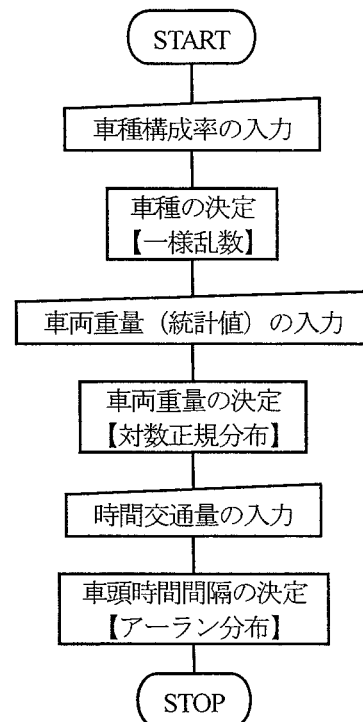 START
車種構成率の入力
車種の決定
【一様乱数】
車両重量（統計値）の入力
車両重量の決定
【対数正規分布】
時間交通量の入力
車頭時間間隔の決定
【アーラン分布】
STOP